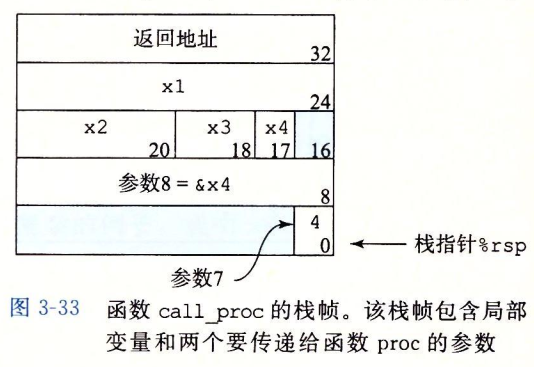 返回地址
32
x1
24
x2 x3 x4
20 18 17 16
参数8 = &x4
8
4
0
栈指针%rsp
参数7
图 3-33 函数 call_proc 的栈帧。该栈帧包含局部
变量和两个要传递给函数 proc 的参数